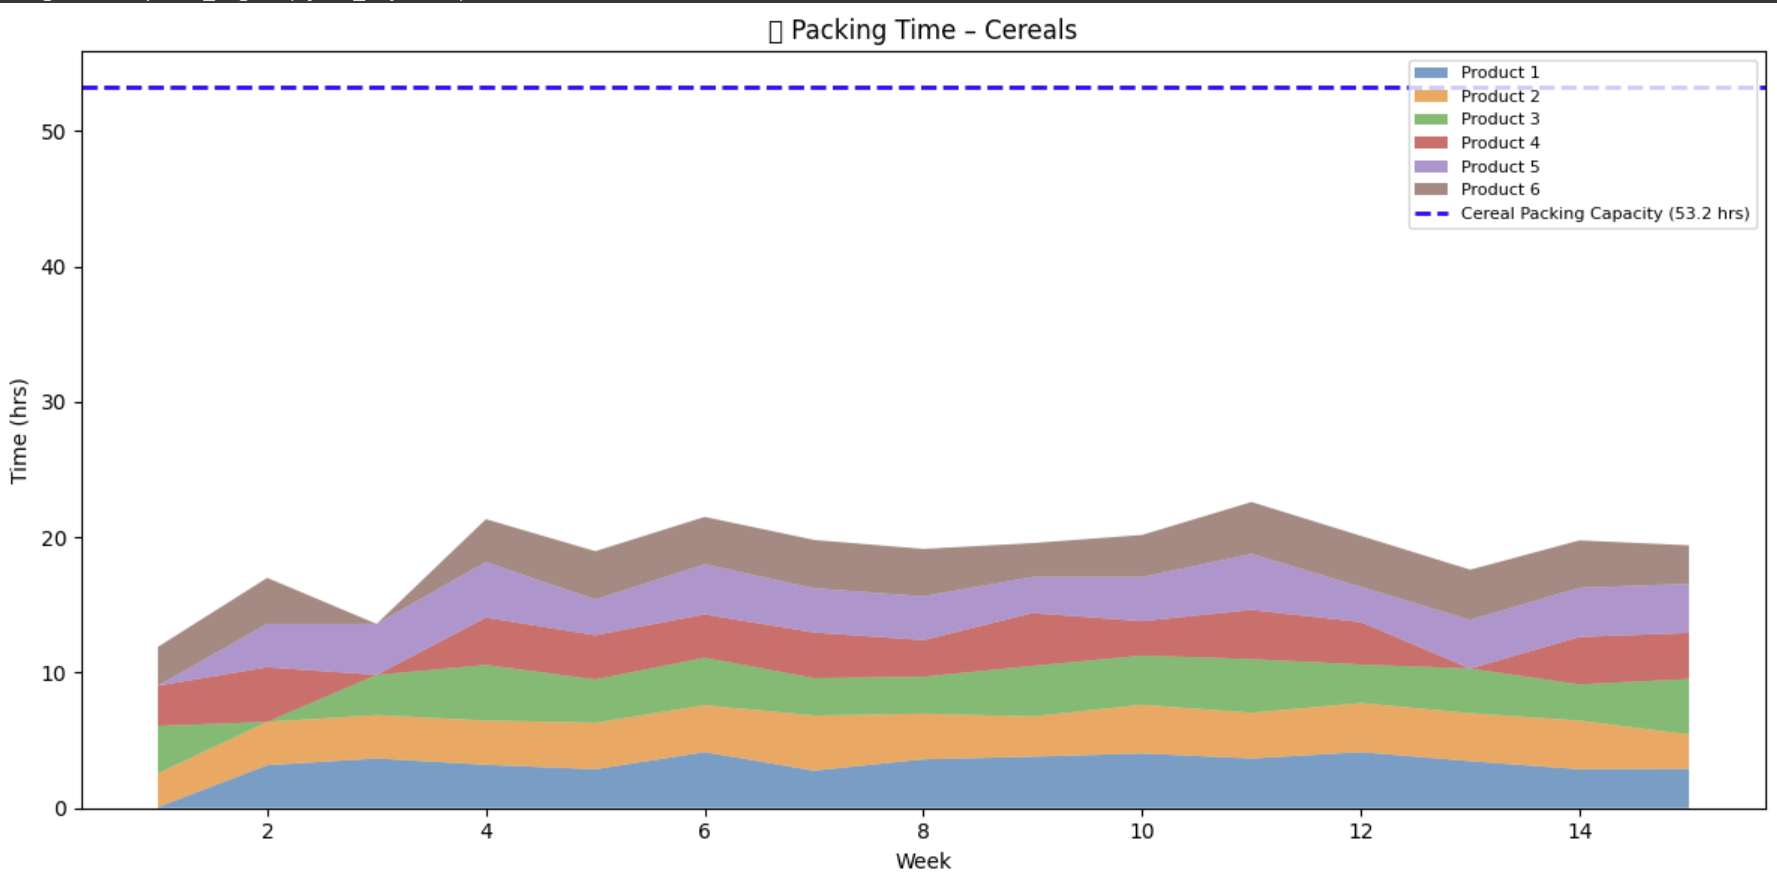 Packing Time – Cereals
Product 1
Product 2
Product 3
Product 4
Product 5
Product 6
Cereal Packing Capacity (53.2 hrs)
50
40
30
20
10
0
Time (hrs)
2 4 6 8 10 12 14
Week